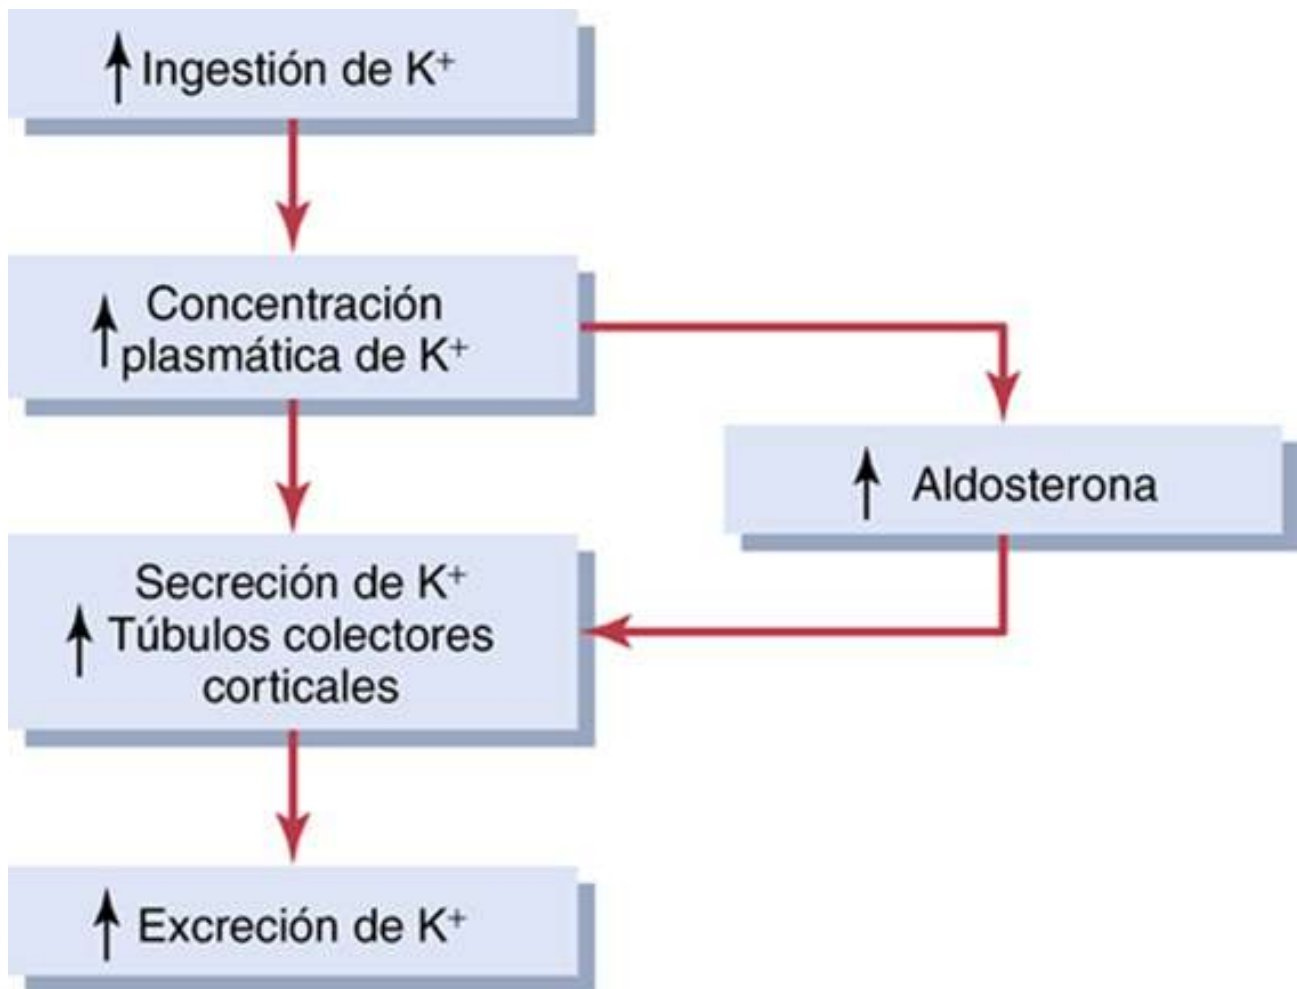 ↑ Ingestión de K⁺
Concentración
↑ plasmática de K⁺
↑ Aldosterona
Secreción de K⁺
↑ Túbulos colectores
corticales
↑ Excreción de K⁺